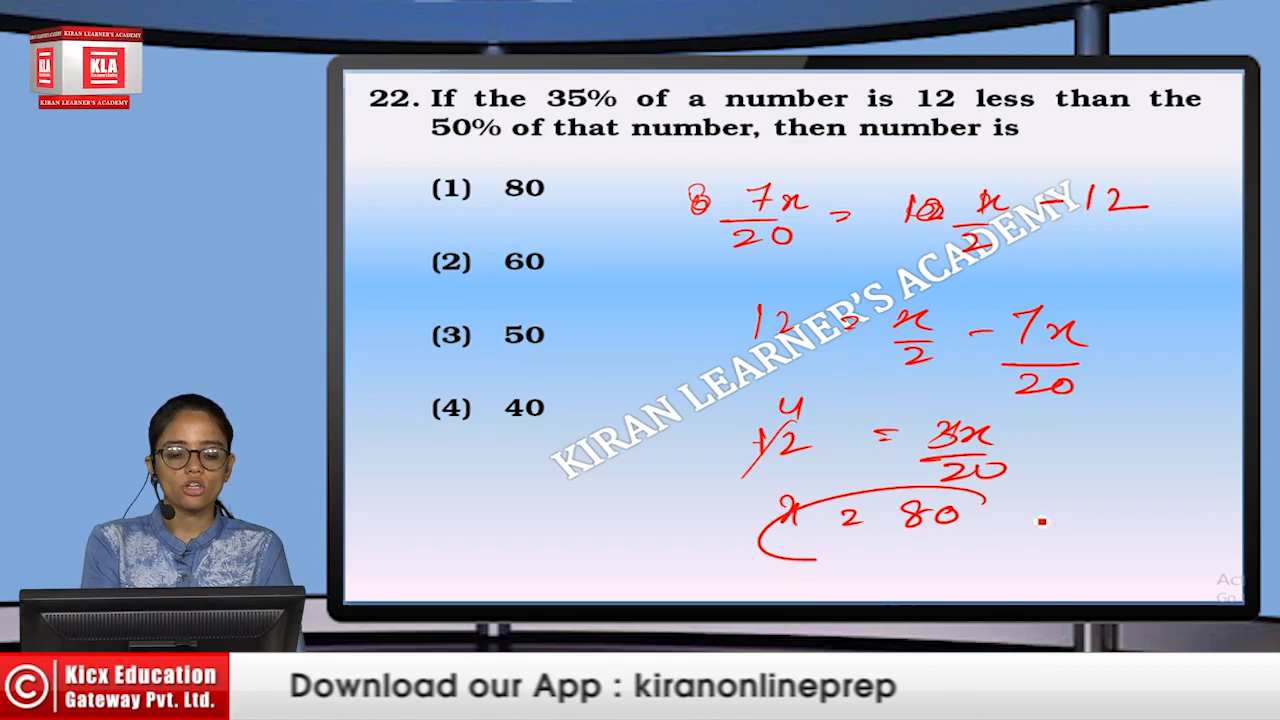 KIRAN LEARNER'S ACADEMY
KLA
KLA
KIRAN LEARNER'S ACADEMY
22. If the 35% of a number is 12 less than the
50% of that number, then number is
(1) 80
(2) 60
(3) 50
(4) 40
7x/20 = x/2 - 12
12 = x/2 - 7x/20
4
12 = 3x/20
x = 80
KIRAN LEARNER'S ACADEMY
Act
Go
© Kicx Education
Gateway Pvt. Ltd.
Download our App : kiranonlineprep